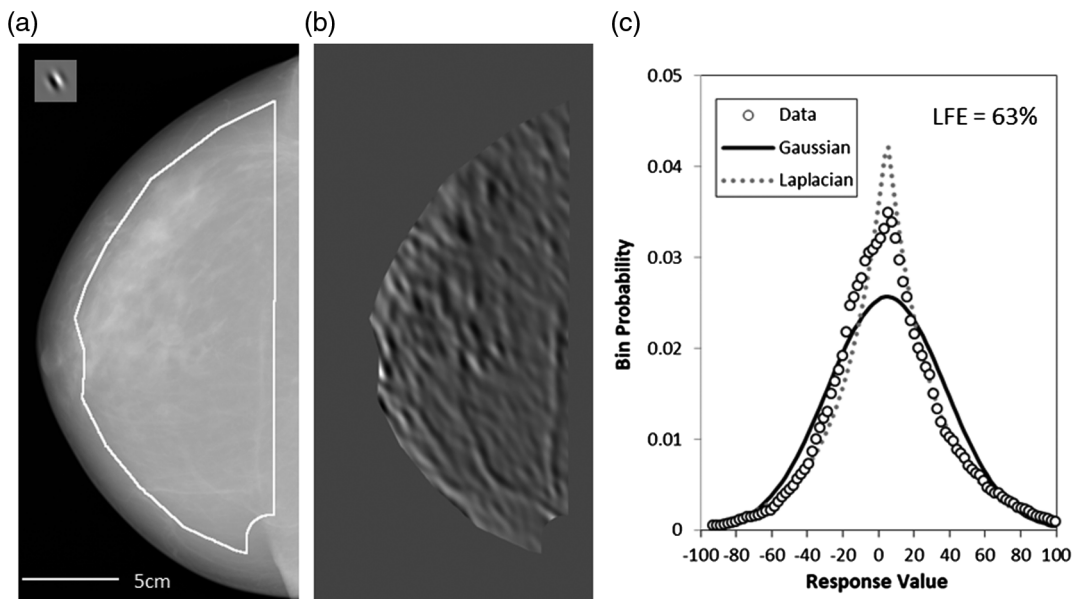 (a)
(b)
(c)
5cm
LFE = 63%
Data
Gaussian
Laplacian
Bin Probability
0.05
0.04
0.03
0.02
0.01
0
-100 -80 -60 -40 -20 0 20 40 60 80 100
Response Value